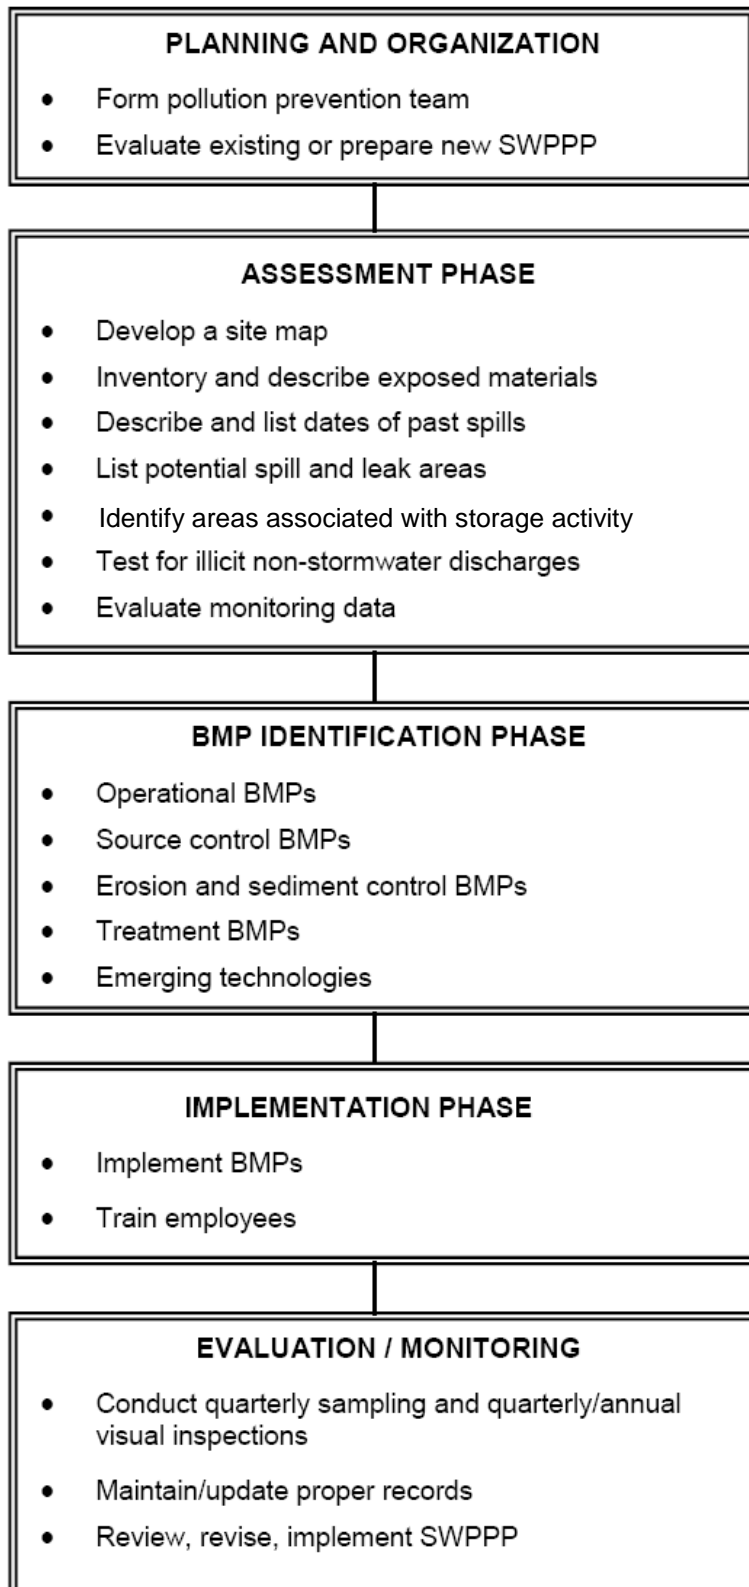 PLANNING AND ORGANIZATION
• Form pollution prevention team
• Evaluate existing or prepare new SWPPP
ASSESSMENT PHASE
• Develop a site map
• Inventory and describe exposed materials
• Describe and list dates of past spills
• List potential spill and leak areas
• Identify areas associated with storage activity
• Test for illicit non-stormwater discharges
• Evaluate monitoring data
BMP IDENTIFICATION PHASE
• Operational BMPs
• Source control BMPs
• Erosion and sediment control BMPs
• Treatment BMPs
• Emerging technologies
IMPLEMENTATION PHASE
• Implement BMPs
• Train employees
EVALUATION / MONITORING
• Conduct quarterly sampling and quarterly/annual
visual inspections
• Maintain/update proper records
• Review, revise, implement SWPPP